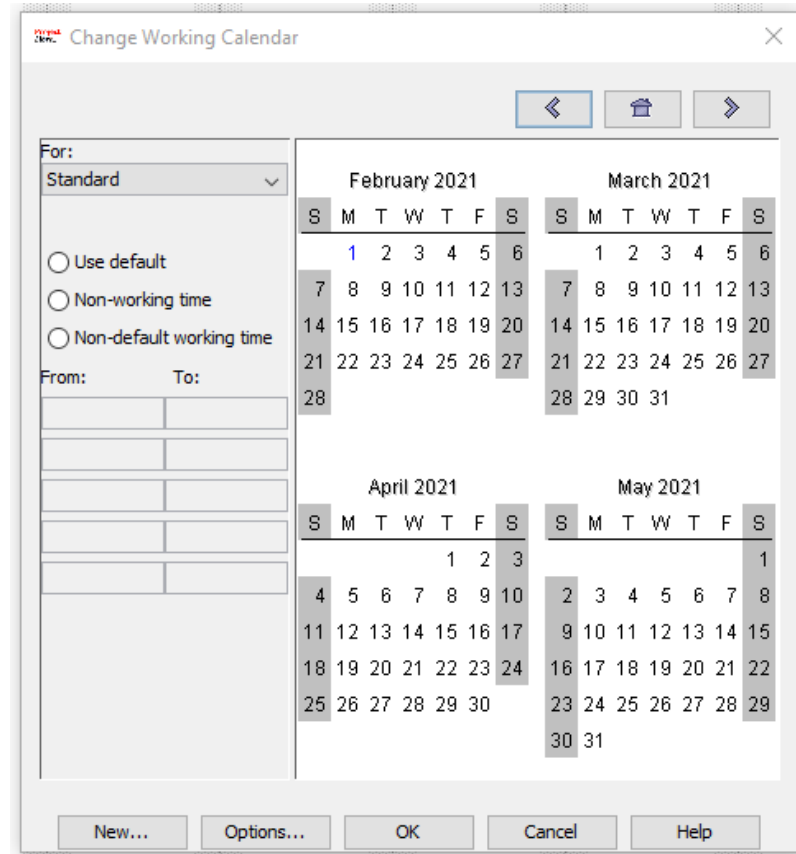 Change Working Calendar
For:
Standard
Use default
Non-working time
Non-default working time
From: To:
February 2021
S M T W T F S
1 2 3 4 5 6
7 8 9 10 11 12 13
14 15 16 17 18 19 20
21 22 23 24 25 26 27
28
March 2021
S M T W T F S
1 2 3 4 5 6
7 8 9 10 11 12 13
14 15 16 17 18 19 20
21 22 23 24 25 26 27
28 29 30 31
April 2021
S M T W T F S
1 2 3
4 5 6 7 8 9 10
11 12 13 14 15 16 17
18 19 20 21 22 23 24
25 26 27 28 29 30
May 2021
S M T W T F S
1
2 3 4 5 6 7 8
9 10 11 12 13 14 15
16 17 18 19 20 21 22
23 24 25 26 27 28 29
30 31
New... Options... OK Cancel Help